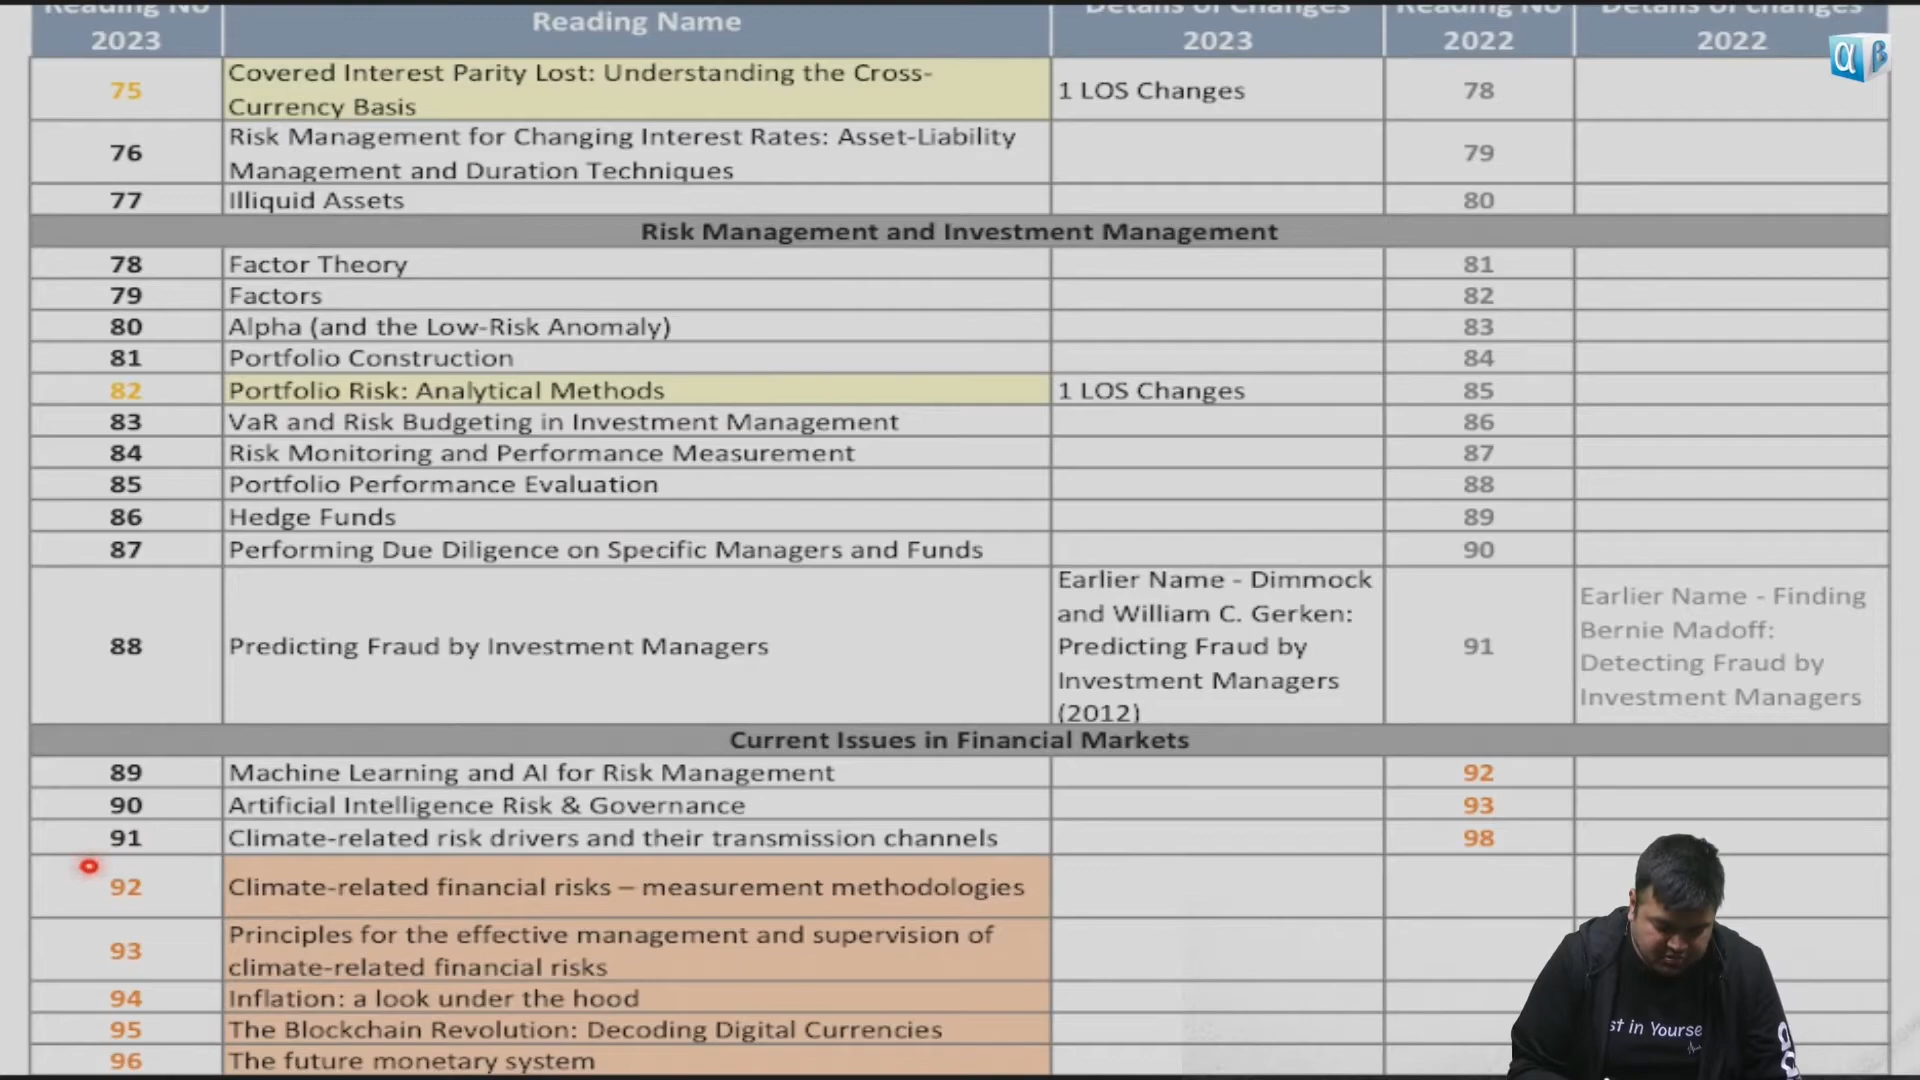 Reading No
2023
Reading Name
Details of Changes
2023
Reading No
2022
Details of changes
2022
α β
75
Covered Interest Parity Lost: Understanding the Cross-
Currency Basis
1 LOS Changes
78
76
Risk Management for Changing Interest Rates: Asset-Liability
Management and Duration Techniques
79
77
Illiquid Assets
80
Risk Management and Investment Management
78
Factor Theory
81
79
Factors
82
80
Alpha (and the Low-Risk Anomaly)
83
81
Portfolio Construction
84
82
Portfolio Risk: Analytical Methods
1 LOS Changes
85
83
VaR and Risk Budgeting in Investment Management
86
84
Risk Monitoring and Performance Measurement
87
85
Portfolio Performance Evaluation
88
86
Hedge Funds
89
87
Performing Due Diligence on Specific Managers and Funds
90
88
Predicting Fraud by Investment Managers
Earlier Name - Dimmock
and William C. Gerken:
Predicting Fraud by
Investment Managers
(2012)
91
Earlier Name - Finding
Bernie Madoff:
Detecting Fraud by
Investment Managers
Current Issues in Financial Markets
89
Machine Learning and AI for Risk Management
92
90
Artificial Intelligence Risk & Governance
93
91
Climate-related risk drivers and their transmission channels
98
92
Climate-related financial risks – measurement methodologies
93
Principles for the effective management and supervision of
climate-related financial risks
94
Inflation: a look under the hood
95
The Blockchain Revolution: Decoding Digital Currencies
96
The future monetary system
st in Yourse